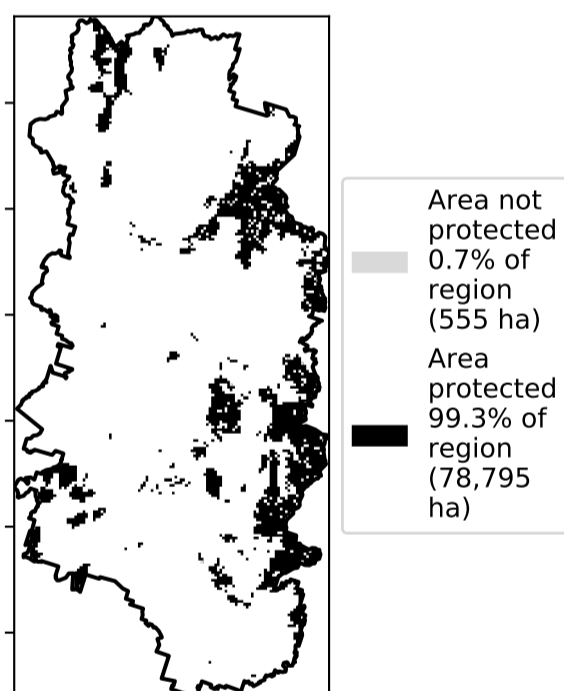 Area not
protected
0.7% of
region
(555 ha)
Area
protected
99.3% of
region
(78,795
ha)